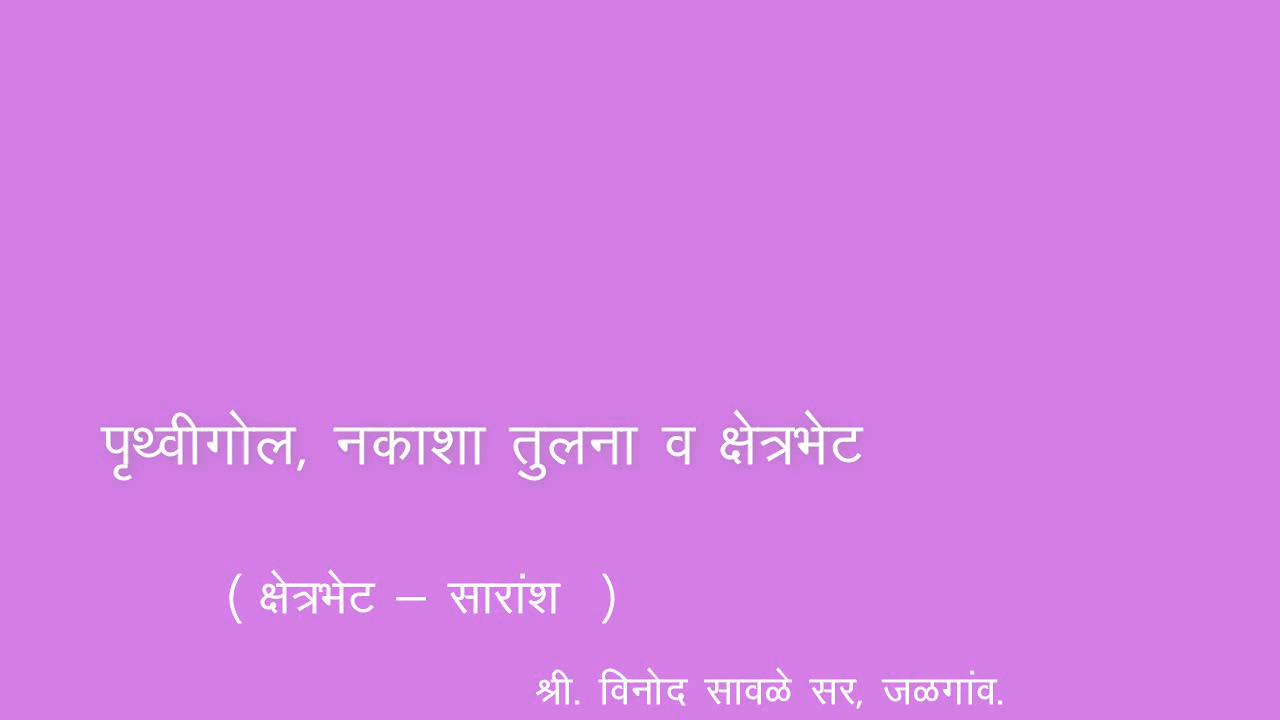 पृथ्वीगोल, नकाशा तुलना व क्षेत्रभेट
( क्षेत्रभेट – सारांश )
श्री. विनोद सावळे सर, जळगांव.